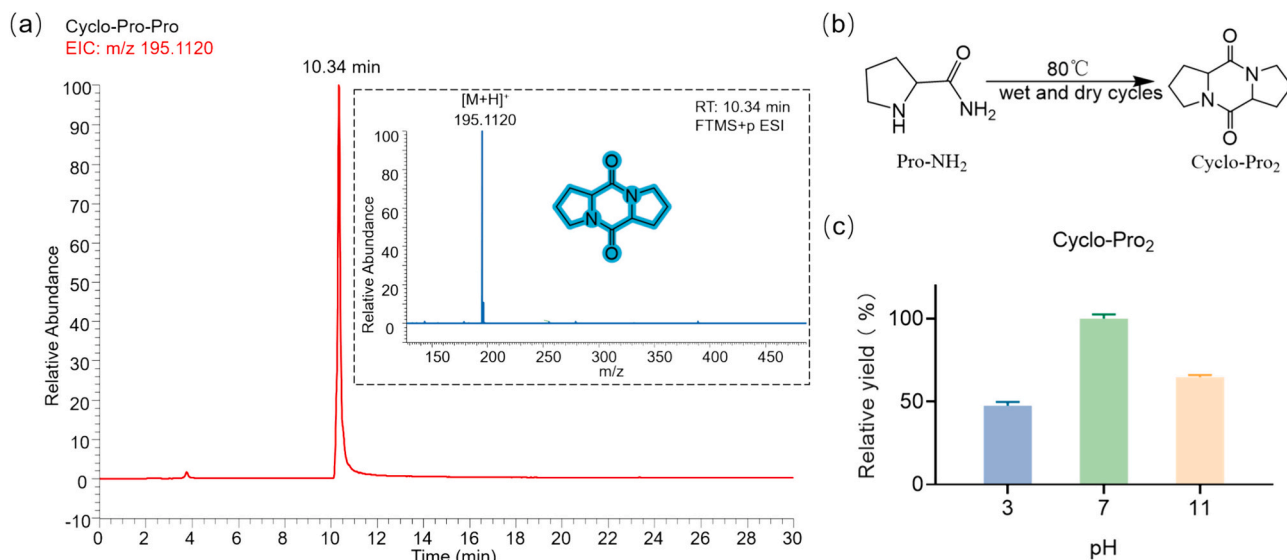 (a)
Cyclo-Pro-Pro
EIC: m/z 195.1120
10.34 min
Relative Abundance
100
90
80
70
60
50
40
30
20
10
0
-10
0 2 4 6 8 10 12 14 16 18 20 22 24 26 28 30
Time (min)
[M+H]+
195.1120
RT: 10.34 min
FTMS+p ESI
Relative Abundance
100
80
60
40
20
0
150 200 250 300 350 400 450
m/z
O
N
N
O
(b)
O
N
H
NH₂
Pro-NH₂
80℃
wet and dry cycles
O
N
N
O
Cyclo-Pro₂
(c)
Cyclo-Pro₂
Relative yield ( %)
100
50
0
3 7 11
pH